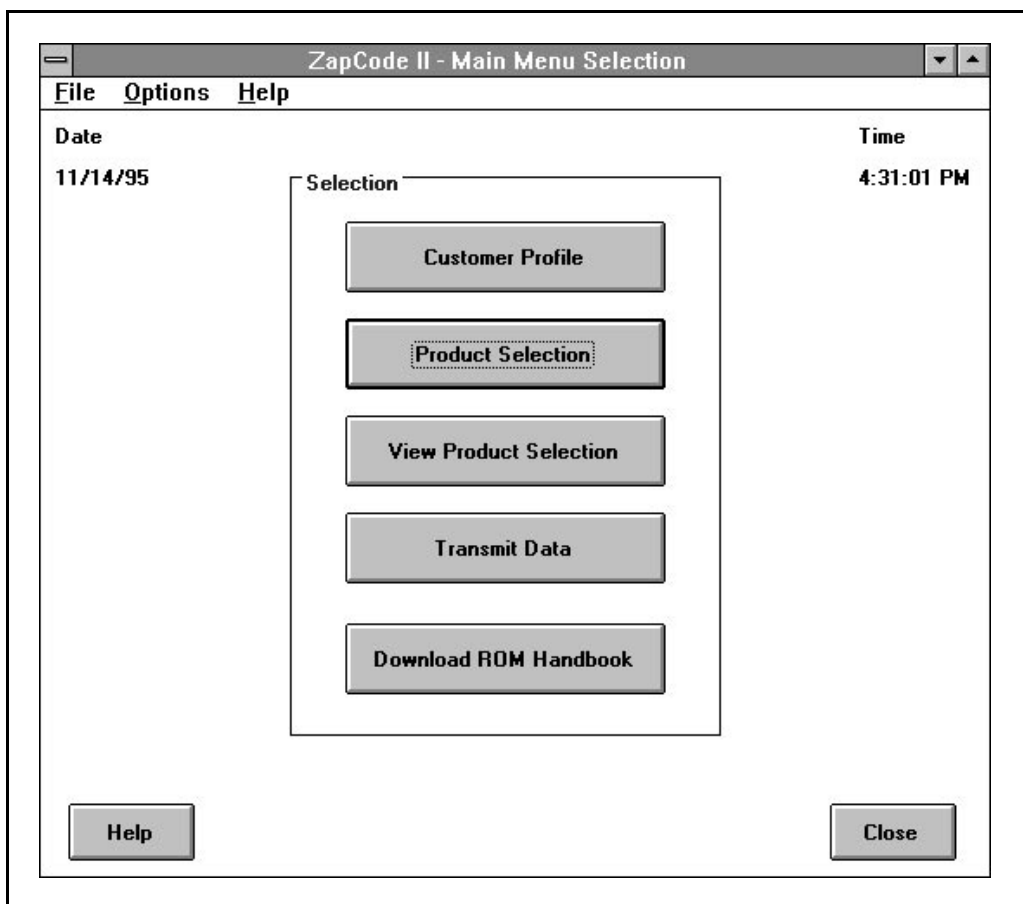 ZapCode II - Main Menu Selection
File Options Help
Date Time
11/14/95 4:31:01 PM
Selection
Customer Profile
Product Selection
View Product Selection
Transmit Data
Download ROM Handbook
Help Close